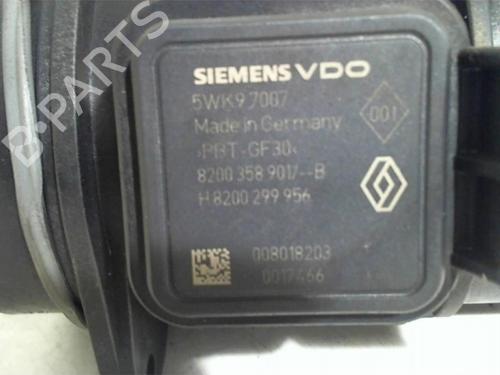 B-PARTS
SIEMENS VDO
5WK9 7007
001
Made in Germany
›PBT-GF30‹
8200 358 901/--B
H 8200 299 956
008018203
0017466